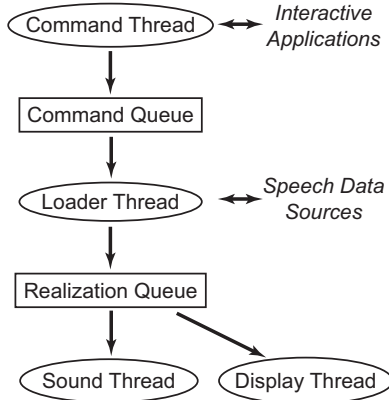 Command Thread
Interactive
Applications
Command Queue
Loader Thread
Speech Data
Sources
Realization Queue
Sound Thread
Display Thread